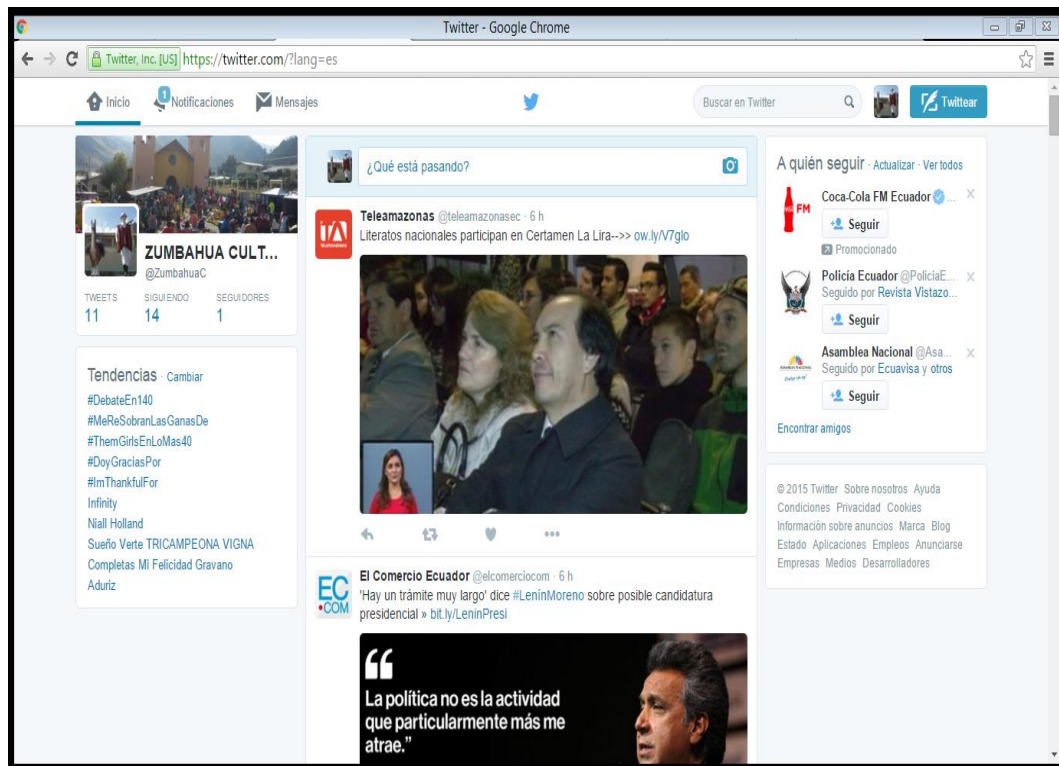 Twitter - Google Chrome
Twitter, Inc. [US] https://twitter.com/?lang=es
Inicio
1
Notificaciones
Mensajes
Buscar en Twitter
Twittear
ZUMBAHUA CULT...
@ZumbahuaC
TWEETS SIGUIENDO SEGUIDORES
11 14 1
Tendencias · Cambiar
#DebateEn140
#MeReSobranLasGanasDe
#ThemGirlsEnLoMas40
#DoyGraciasPor
#ImThankfulFor
Infinity
Niall Holland
Sueño Verte TRICAMPEONA VIGNA
Completas Mi Felicidad Gravano
Aduriz
¿Qué está pasando?
Teleamazonas @teleamazonasec · 6 h
Literatos nacionales participan en Certamen La Lira-->> ow.ly/V7glo
El Comercio Ecuador @elcomerciocom · 6 h
EC
.COM
'Hay un trámite muy largo' dice #LenínMoreno sobre posible candidatura
presidencial » bit.ly/LeninPresi
“
La política no es la actividad
que particularmente más me
atrae.”
A quién seguir · Actualizar · Ver todos
FM
Coca-Cola FM Ecuador ...
Seguir
Promocionado
Policía Ecuador @PoliciaE...
Seguido por Revista Vistazo...
Seguir
Asamblea Nacional @Asa...
Seguido por Ecuavisa y otros
Seguir
Encontrar amigos
© 2015 Twitter Sobre nosotros Ayuda
Condiciones Privacidad Cookies
Información sobre anuncios Marca Blog
Estado Aplicaciones Empleos Anunciarse
Empresas Medios Desarrolladores